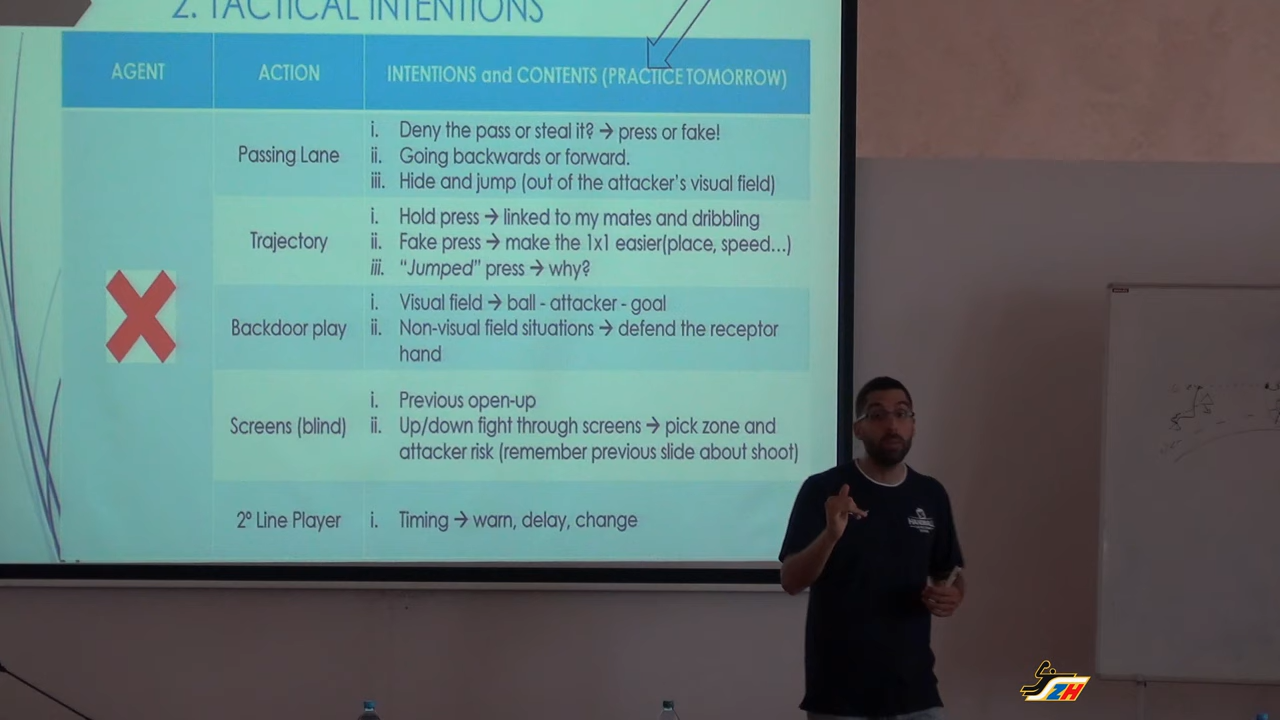 2. TACTICAL INTENTIONS
AGENT
ACTION
INTENTIONS and CONTENTS (PRACTICE TOMORROW)
Passing Lane
i. Deny the pass or steal it? → press or fake!
ii. Going backwards or forward.
iii. Hide and jump (out of the attacker's visual field)
Trajectory
i. Hold press → linked to my mates and dribbling
ii. Fake press → make the 1x1 easier(place, speed...)
iii. “Jumped” press → why?
Backdoor play
i. Visual field → ball - attacker - goal
ii. Non-visual field situations → defend the receptor
hand
Screens (blind)
i. Previous open-up
ii. Up/down fight through screens → pick zone and
attacker risk (remember previous slide about shoot)
2º Line Player
i. Timing → warn, delay, change
ZH